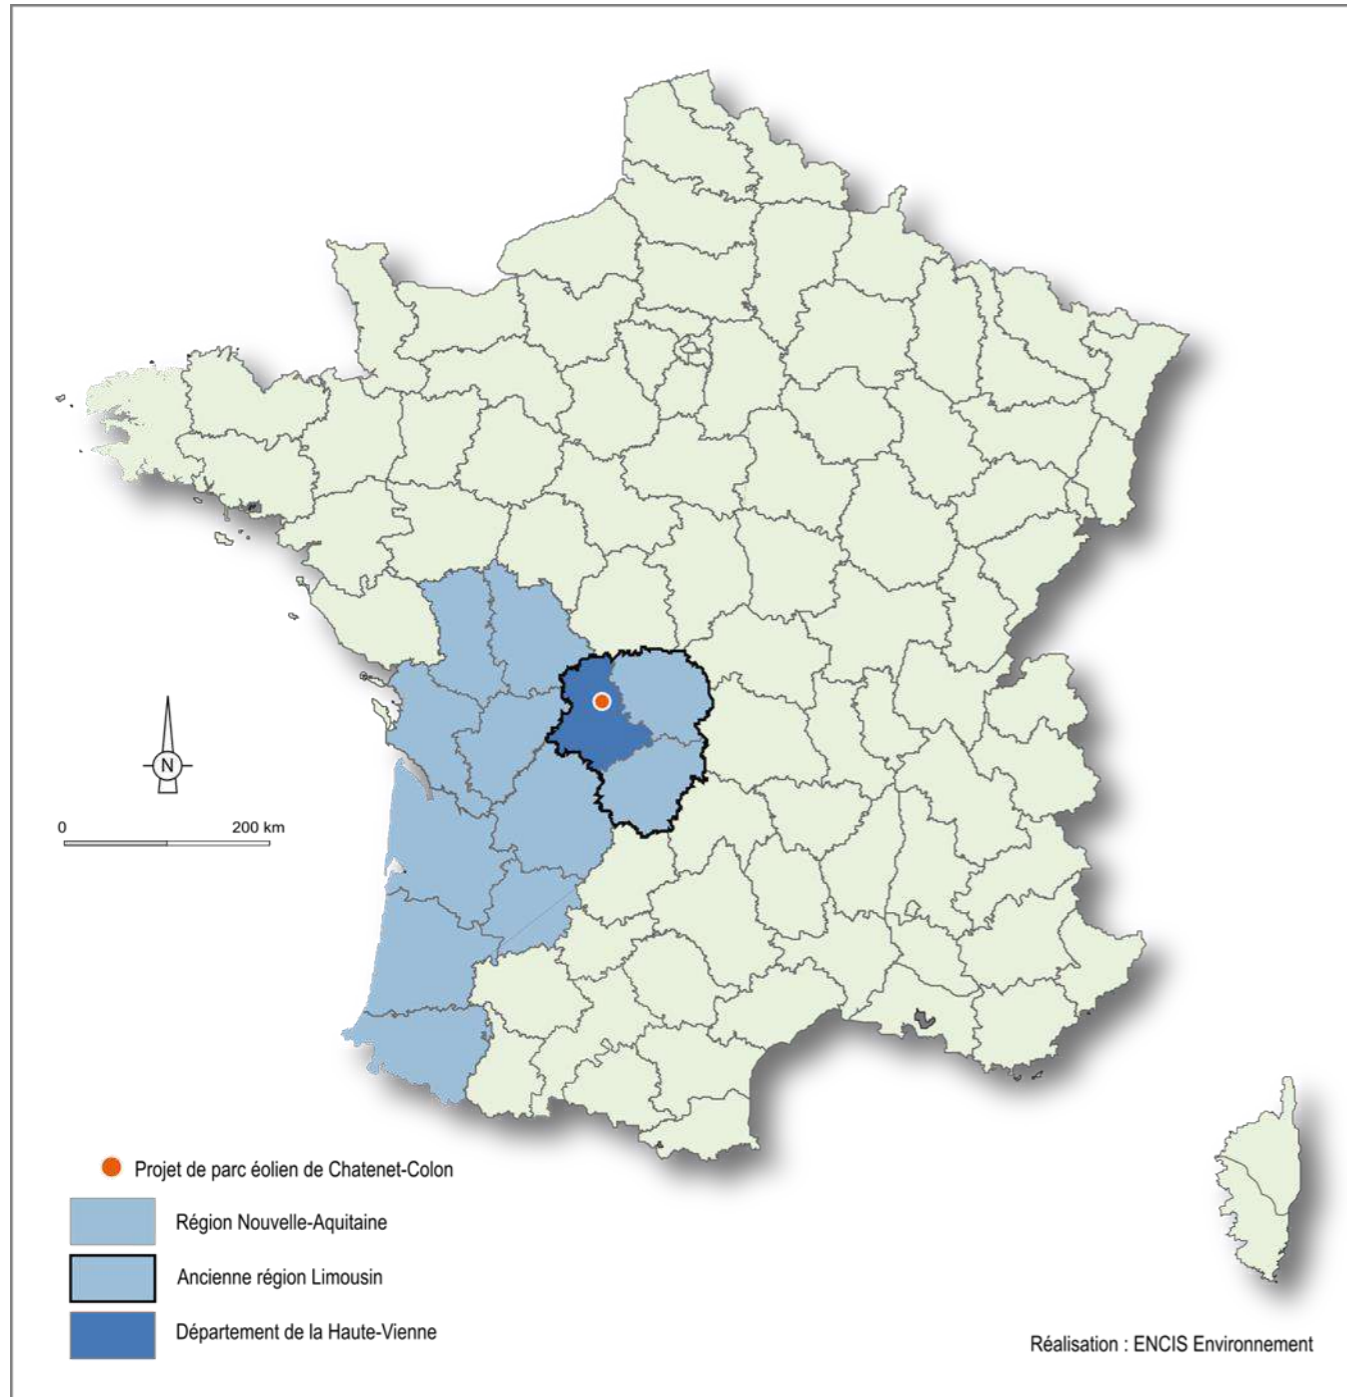 N
0 200 km
Projet de parc éolien de Chatenet-Colon
Région Nouvelle-Aquitaine
Ancienne région Limousin
Département de la Haute-Vienne
Réalisation : ENCIS Environnement